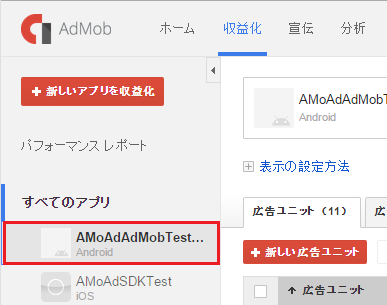 AdMob
ホーム
収益化
宣伝
分析
+ 新しいアプリを収益化
パフォーマンス レポート
すべてのアプリ
AMoAdAdMobTest...
Android
AMoAdSDKTest
iOS
AMoAdAdMobT
Android
表示の設定方法
広告ユニット (11)
広告
+ 新しい広告ユニット
↑ 広告ユニット